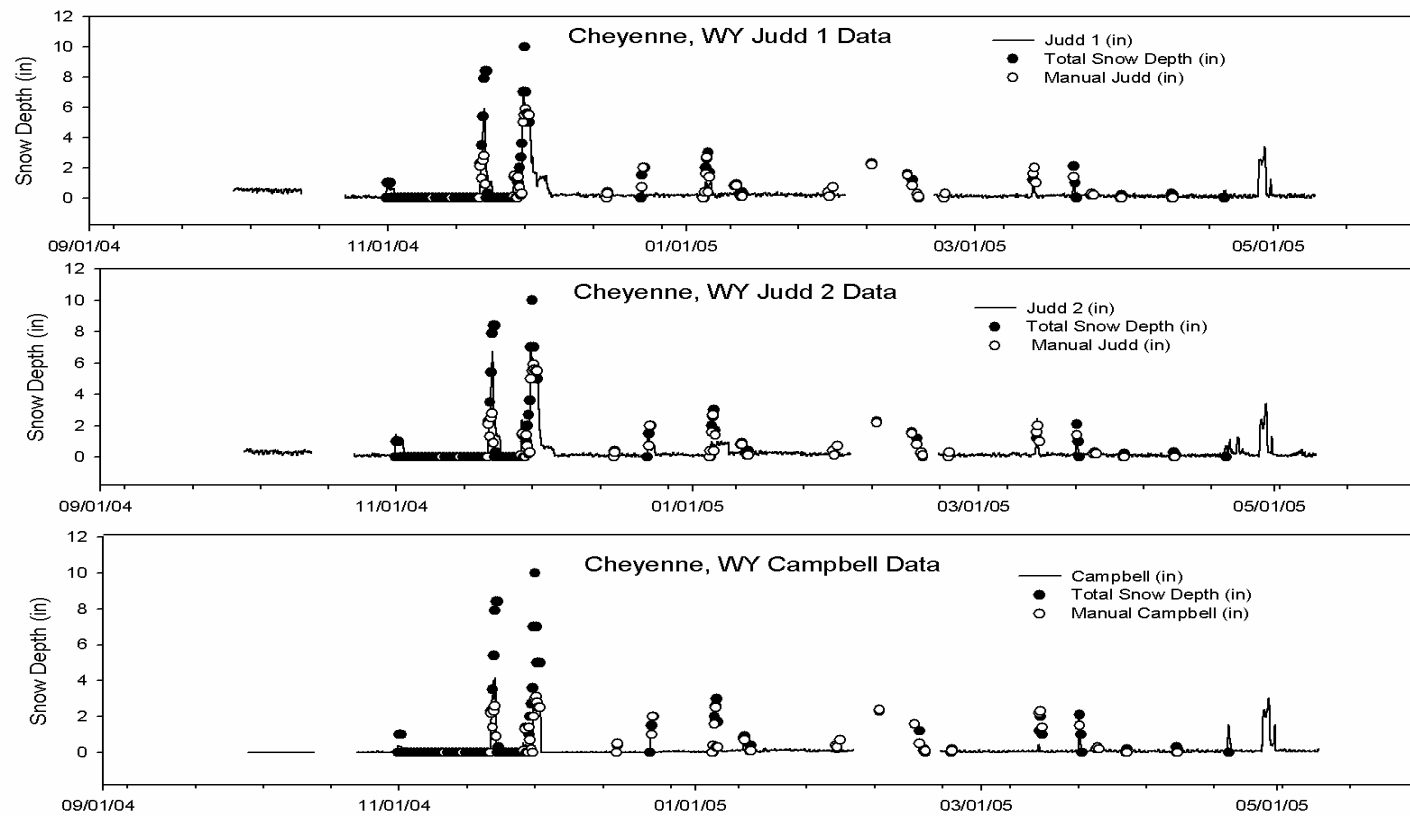 12
Cheyenne, WY Judd 1 Data
10
Judd 1 (in)
Total Snow Depth (in)
8
Manual Judd (in)
6
4
2
0
Snow Depth (in)
09/01/04 11/01/04 01/01/05 03/01/05 05/01/05
12
Cheyenne, WY Judd 2 Data
10
Judd 2 (in)
Total Snow Depth (in)
8
Manual Judd (in)
6
4
2
0
Snow Depth (in)
09/01/04 11/01/04 01/01/05 03/01/05 05/01/05
12
Cheyenne, WY Campbell Data
10
Campbell (in)
Total Snow Depth (in)
8
Manual Campbell (in)
6
4
2
0
Snow Depth (in)
09/01/04 11/01/04 01/01/05 03/01/05 05/01/05